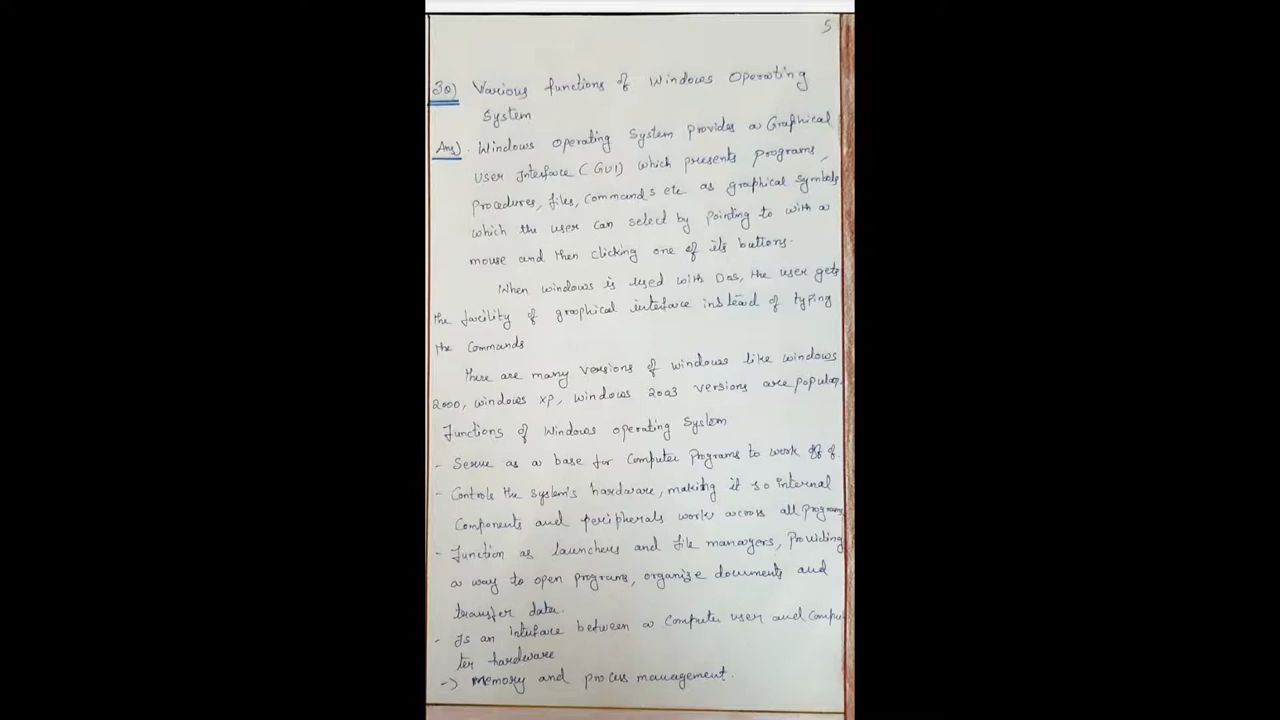 5
3Q) Various functions of Windows Operating
System
Ans) . Windows Operating System provides a Graphical
User Interface (GUI) which presents programs,
procedures, files, commands etc as graphical symbols
which the user can select by pointing to with a
mouse and then clicking one of its buttons.
When windows is used with Dos, the user gets
the facility of graphical interface instead of typing
the Commands
There are many versions of windows like windows
2000, windows xp, windows 2003 versions are popular.
Functions of Windows operating System
- Serve as a base for Computer Programs to work off of.
- Controls the system's hardware, making it so internal
Components and peripherals work across all programs
- Function as launchers and file managers, providing
a way to open programs, organize documents and
transfer data.
- Is an interface between a Computer user and Compu
ter hardware
-> Memory and process management.